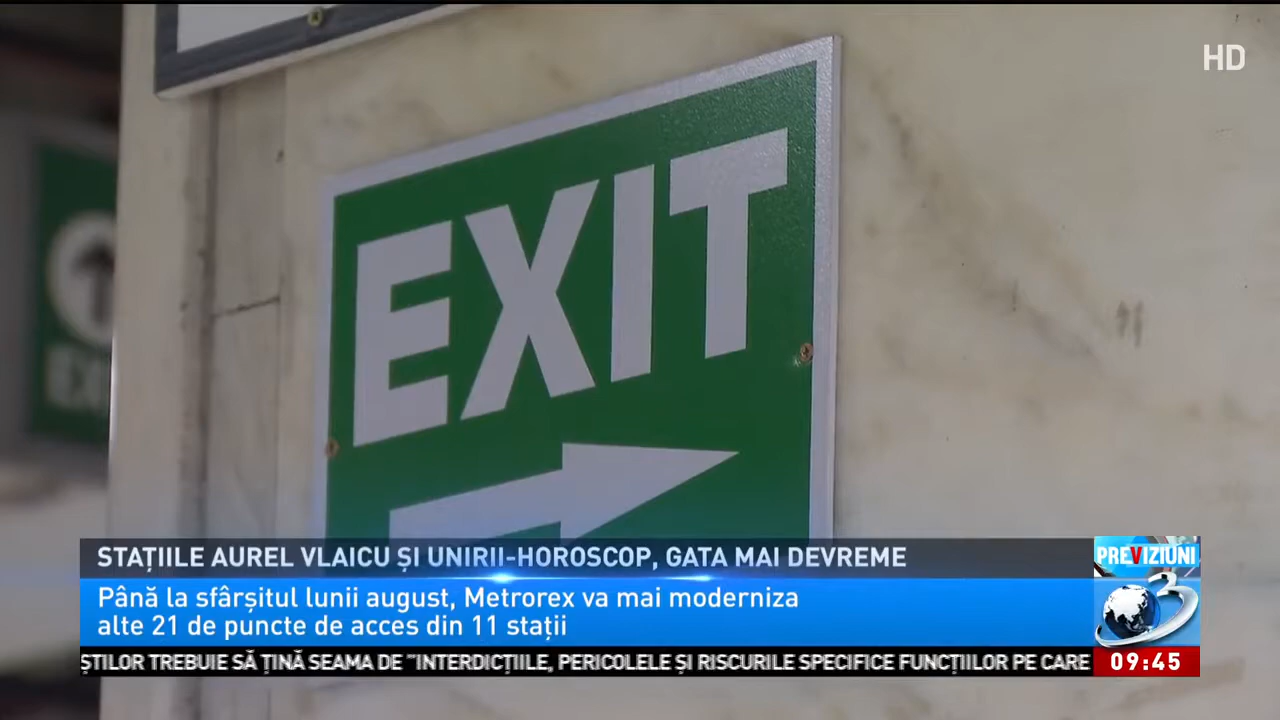 HD
EXIT
STAȚIILE AUREL VLAICU ȘI UNIRII-HOROSCOP, GATA MAI DEVREME
PREVIZIUNI
Până la sfârșitul lunii august, Metrorex va mai moderniza
alte 21 de puncte de acces din 11 stații
3
ȘTILOR TREBUIE SĂ ȚINĂ SEAMA DE "INTERDICȚIILE, PERICOLELE ȘI RISCURILE SPECIFICE FUNCȚIILOR PE CARE
09:45